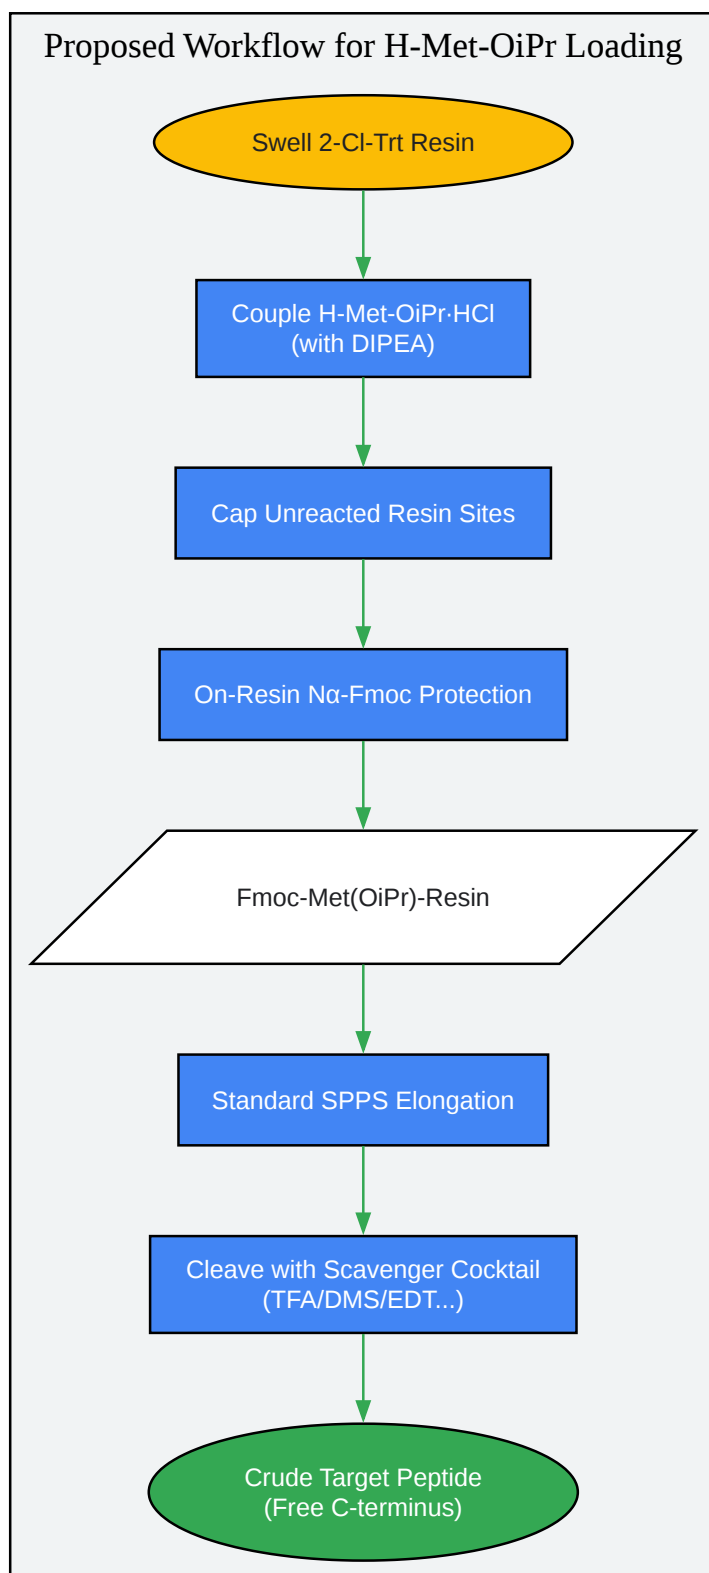 Proposed Workflow for H-Met-OiPr Loading
Swell 2-Cl-Trt Resin
Couple H-Met-OiPr·HCl
(with DIPEA)
Cap Unreacted Resin Sites
On-Resin Nα-Fmoc Protection
Fmoc-Met(OiPr)-Resin
Standard SPPS Elongation
Cleave with Scavenger Cocktail
(TFA/DMS/EDT...)
Crude Target Peptide
(Free C-terminus)